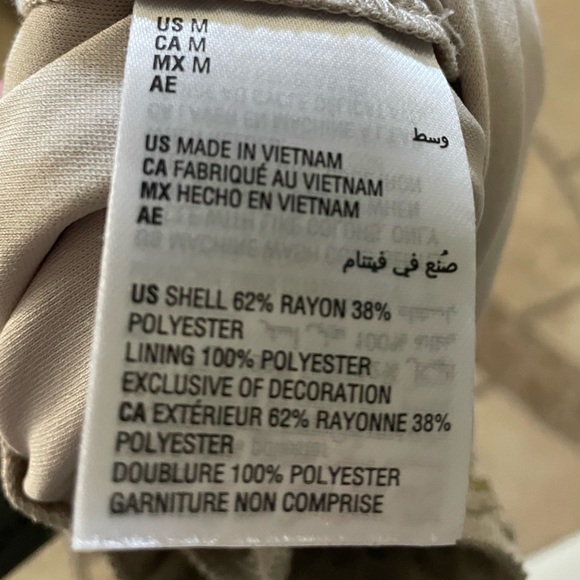 US M
CA M
MX M
AE
وسط
US MADE IN VIETNAM
CA FABRIQUÉ AU VIETNAM
MX HECHO EN VIETNAM
AE
صُنع في فيتنام
US SHELL 62% RAYON 38%
POLYESTER
LINING 100% POLYESTER
EXCLUSIVE OF DECORATION
CA EXTÉRIEUR 62% RAYONNE 38%
POLYESTER
DOUBLURE 100% POLYESTER
GARNITURE NON COMPRISE